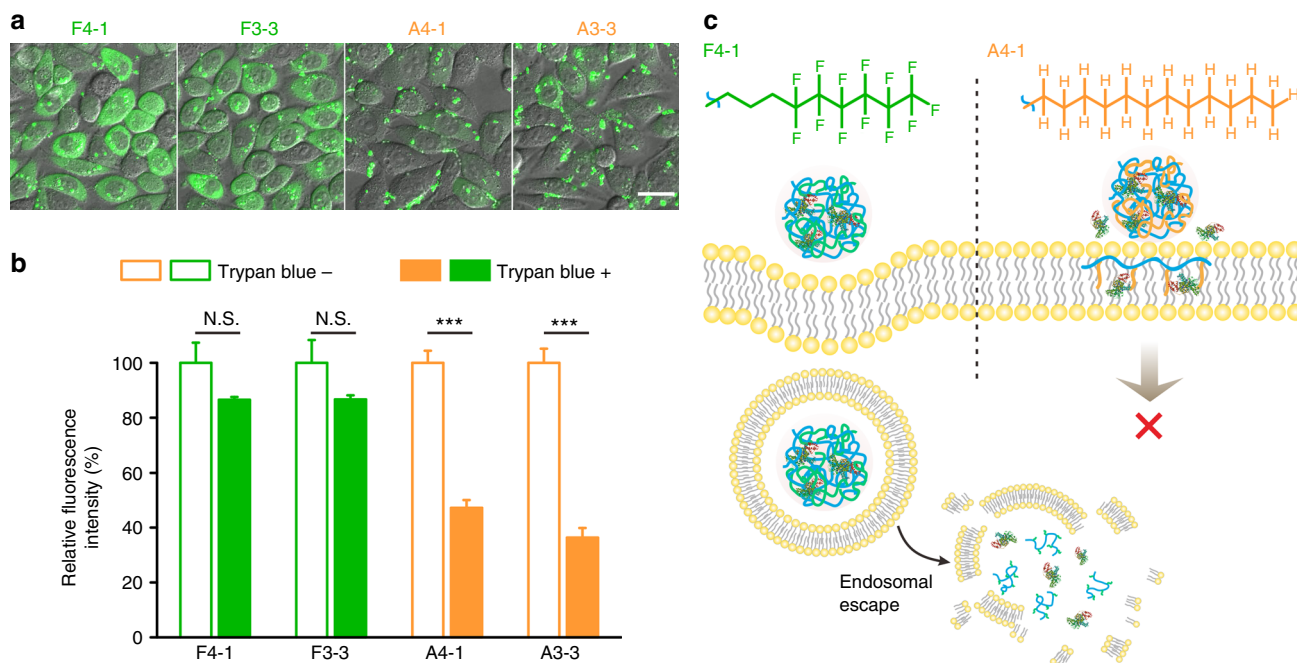 a
F4-1
F3-3
A4-1
A3-3
b
Trypan blue –
Trypan blue +
N.S.
N.S.
***
***
Relative fluorescence
intensity (%)
100
80
60
40
20
0
F4-1
F3-3
A4-1
A3-3
c
F4-1
A4-1
F F F F F F
F
F F F F F F
H H H H H H
H
H H H H H H
Endosomal
escape